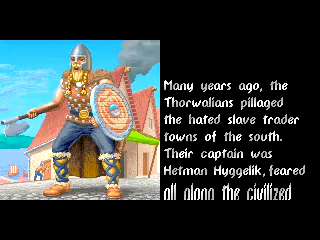 Many years ago, the
Thorwalians pillaged
the hated slave trader
towns of the south.
Their captain was
Hetman Hyggelik, feared
all along the civilized